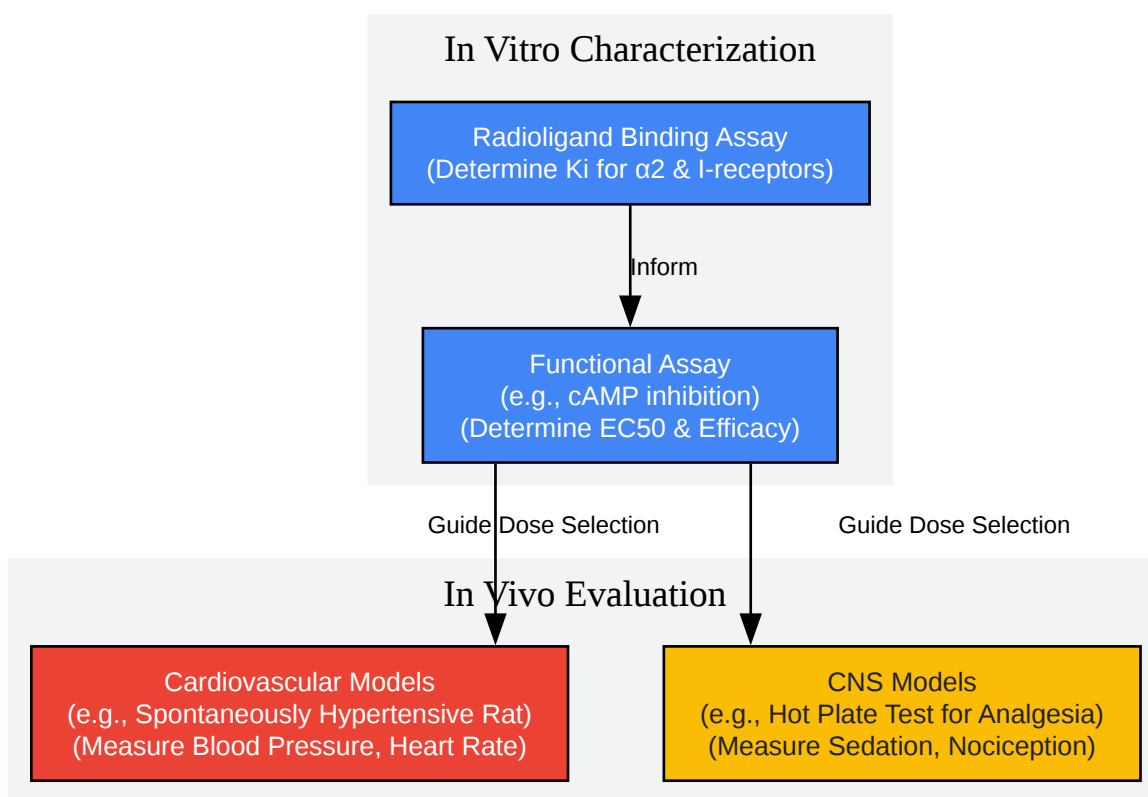 In Vitro Characterization
Radioligand Binding Assay
(Determine Ki for α2 & I-receptors)
Inform
Functional Assay
(e.g., cAMP inhibition)
(Determine EC50 & Efficacy)
Guide Dose Selection
Guide Dose Selection
In Vivo Evaluation
Cardiovascular Models
(e.g., Spontaneously Hypertensive Rat)
(Measure Blood Pressure, Heart Rate)
CNS Models
(e.g., Hot Plate Test for Analgesia)
(Measure Sedation, Nociception)